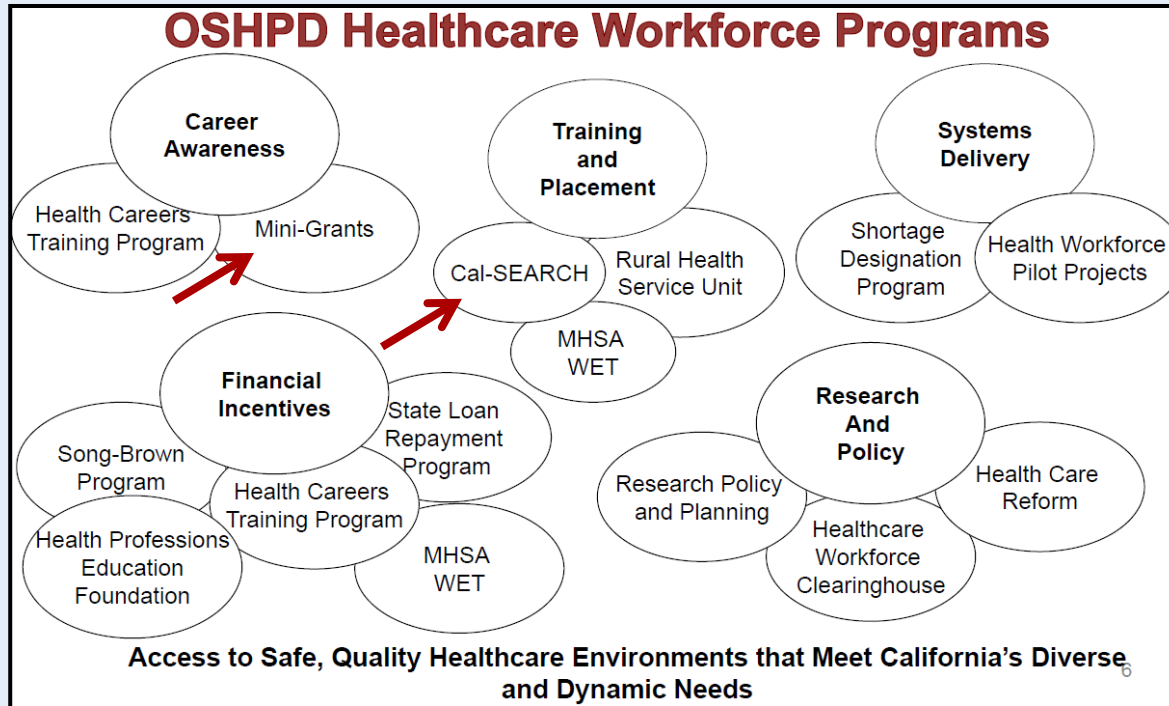 OSHPD Healthcare Workforce Programs
Career
Awareness
Health Careers
Training Program
Mini-Grants
Training
and
Placement
Cal-SEARCH
Rural Health
Service Unit
MHSA
WET
Systems
Delivery
Shortage
Designation
Program
Health Workforce
Pilot Projects
Financial
Incentives
Song-Brown
Program
State Loan
Repayment
Program
Health Careers
Training Program
Health Professions
Education
Foundation
MHSA
WET
Research
And
Policy
Research Policy
and Planning
Health Care
Reform
Healthcare
Workforce
Clearinghouse
Access to Safe, Quality Healthcare Environments that Meet California's Diverse
and Dynamic Needs
6